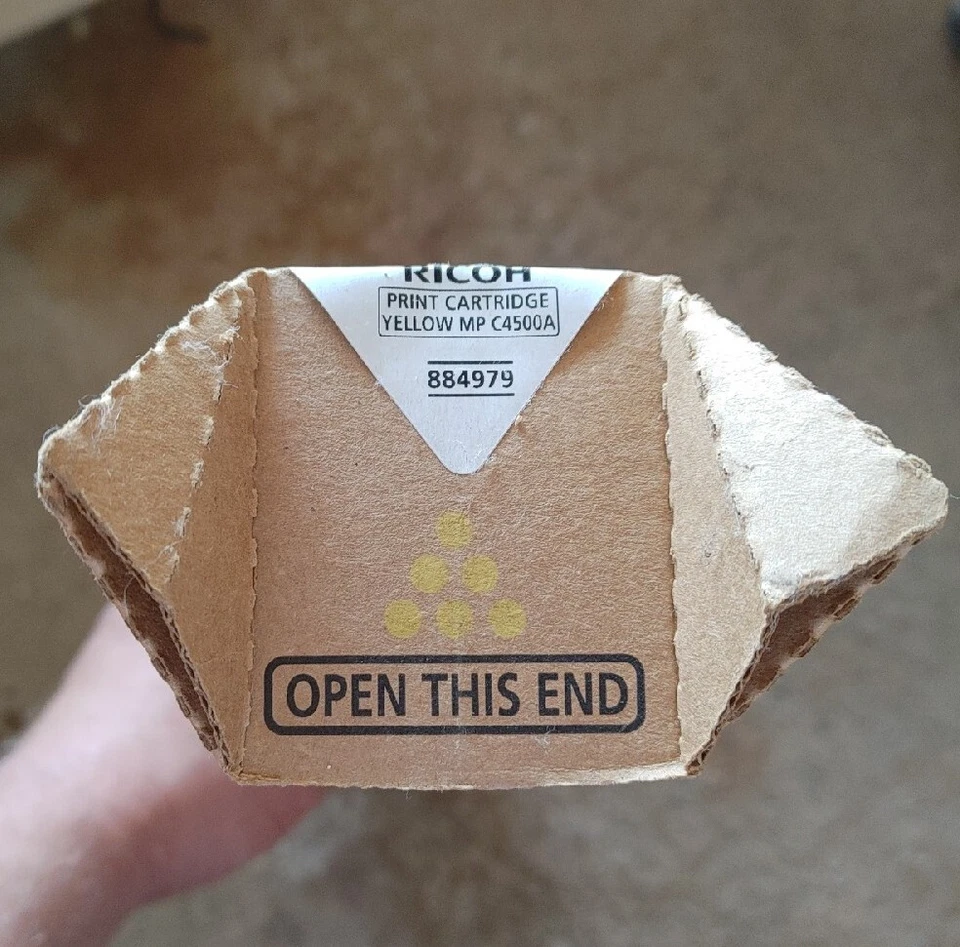 RICOH
PRINT CARTRIDGE
YELLOW MP C4500A
884979
OPEN THIS END